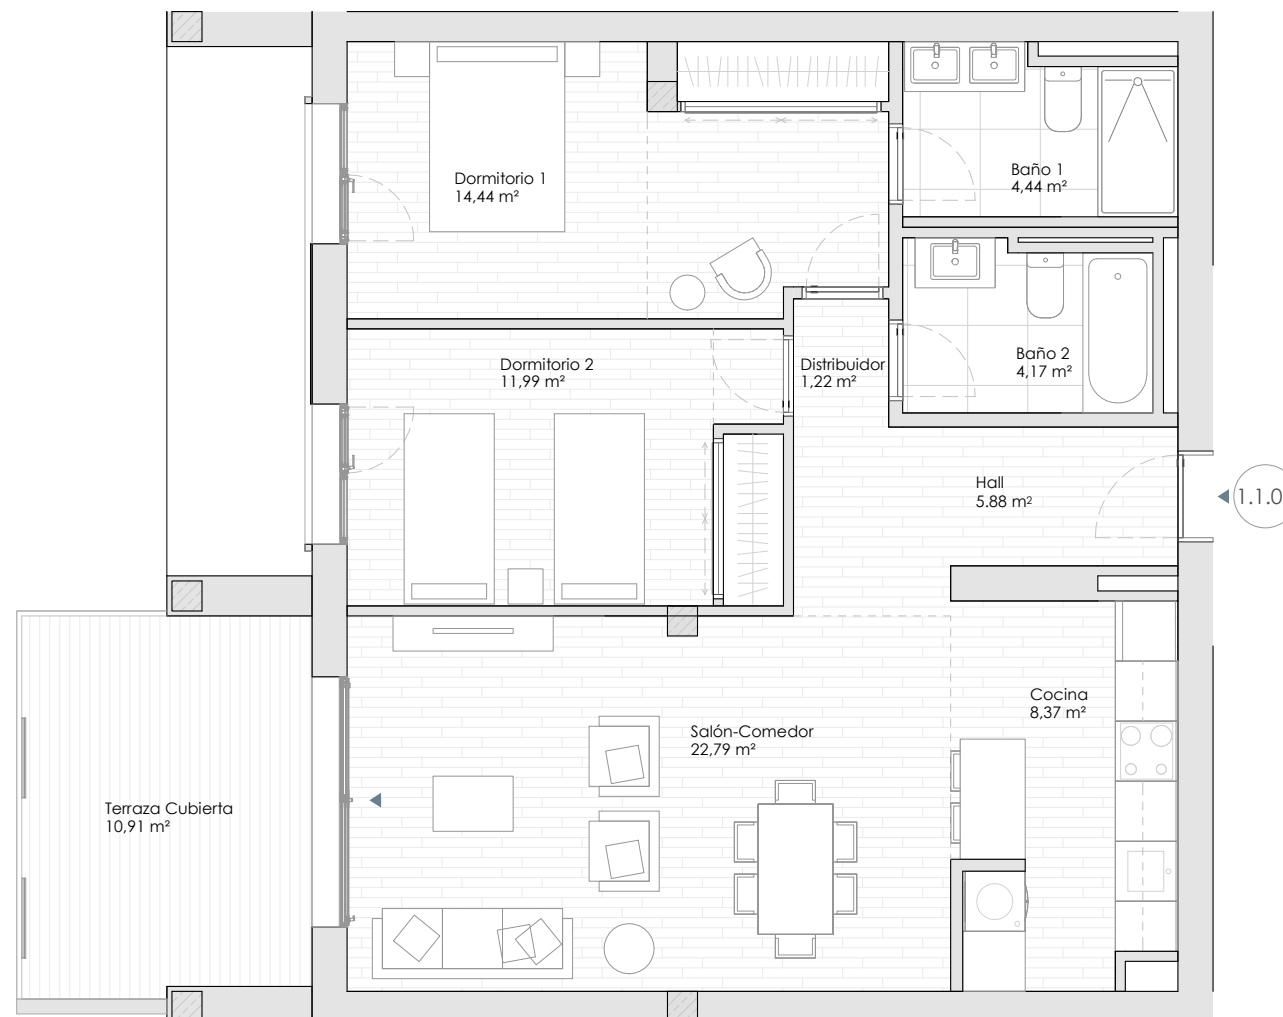 Dormitorio 1
14,44 m²
Baño 1
4,44 m²
Dormitorio 2
11,99 m²
Distribuidor
1,22 m²
Baño 2
4,17 m²
Hall
5.88 m²
1.1.0
Cocina
8,37 m²
Salón-Comedor
22,79 m²
Terraza Cubierta
10,91 m²